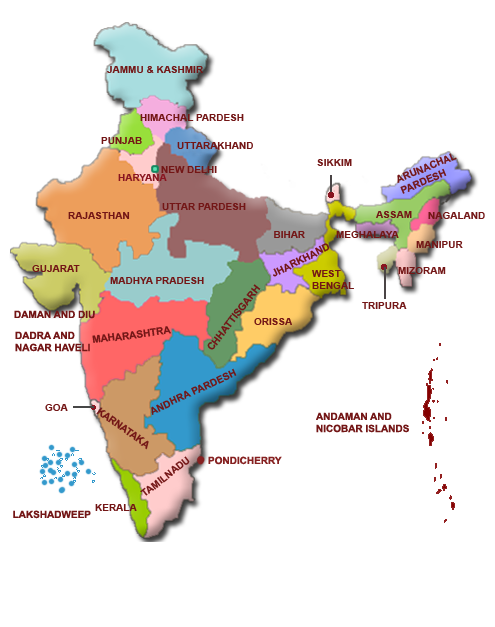 JAMMU & KASHMIR
HIMACHAL PARDESH
PUNJAB
UTTARAKHAND
HARYANA
NEW DELHI
SIKKIM
ARUNACHAL
PARDESH
RAJASTHAN
UTTAR PARDESH
ASSAM
NAGALAND
BIHAR
MEGHALAYA
MANIPUR
GUJARAT
MADHYA PRADESH
JHARKHAND
WEST
BENGAL
MIZORAM
TRIPURA
DAMAN AND DIU
DADRA AND
NAGAR HAVELI
MAHARASHTRA
CHHATTISGARH
ORISSA
ANDHRA PARDESH
GOA
KARNATAKA
ANDAMAN AND
NICOBAR ISLANDS
PONDICHERRY
TAMILNADU
LAKSHADWEEP
KERALA